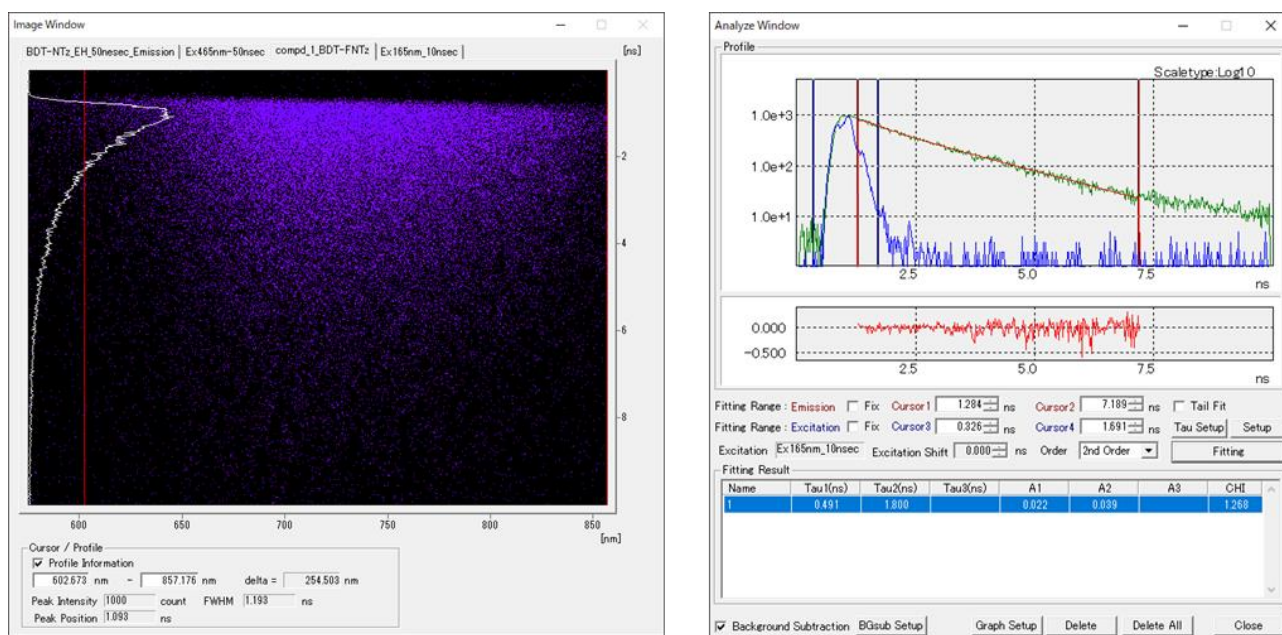 Image Window
BDT-NTz_EH_50nesec_Emission Ex465nm-50nsec compd_1_BDT-FNTz Ex165nm_10nsec [ns]
2
4
6
8
600 650 700 750 800 850
[nm]
Cursor / Profile
Profile Information
602.673 nm - 857.176 nm delta = 254.503 nm
Peak Intensity 1000 count FWHM 1.193 ns
Peak Position 1.093 ns
Analyze Window
Profile
Scaletype:Log10
1.0e+3
1.0e+2
1.0e+1
2.5 5.0 7.5
ns
0.000
-0.500
2.5 5.0 7.5
ns
Fitting Range : Emission Fix Cursor1 1.284 ns Cursor2 7.189 ns Tail Fit
Fitting Range : Excitation Fix Cursor3 0.326 ns Cursor4 1.691 ns Tau Setup Setup
Excitation Ex165nm_10nsec Excitation Shift 0.000 ns Order 2nd Order Fitting
Fitting Result
Name Tau1(ns) Tau2(ns) Tau3(ns) A1 A2 A3 CHI
1 0.491 1.800 0.022 0.039 1.268
Background Subtraction BGsub Setup Graph Setup Delete Delete All Close